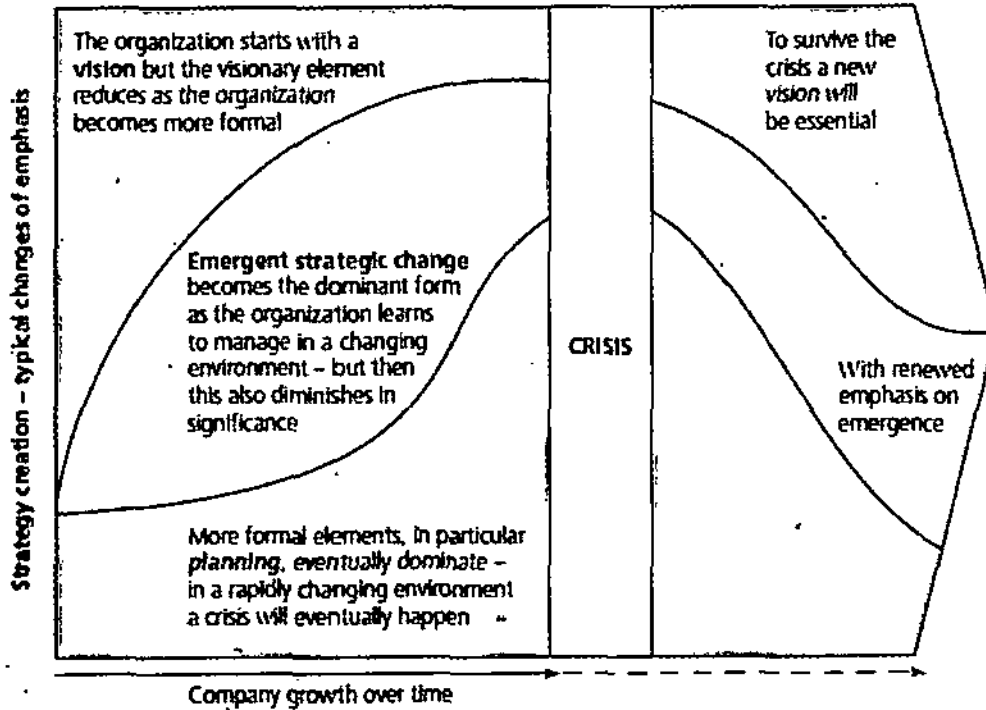 The organization starts with a
vision but the visionary element
reduces as the organization
becomes more formal
To survive the
crisis a new
vision will
be essential
Strategy creation – typical changes of emphasis
Emergent strategic change
becomes the dominant form
as the organization learns
to manage in a changing
environment – but then
this also diminishes in
significance
CRISIS
With renewed
emphasis on
emergence
More formal elements, in particular
planning, eventually dominate –
in a rapidly changing environment
a crisis will eventually happen
Company growth over time